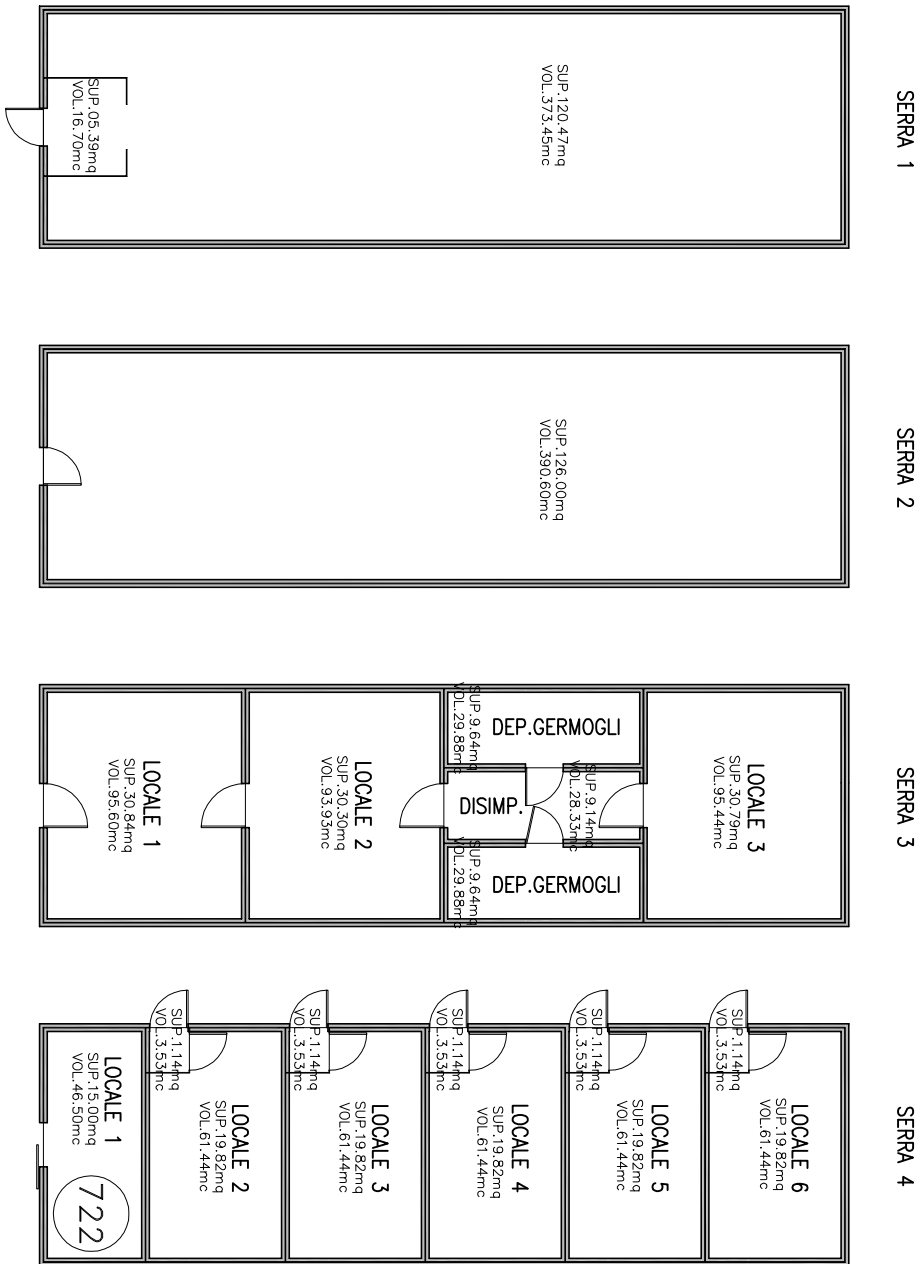 SERRA 1
SUP.120.47mq
VOL.373.45mc
SUP.05.39mq
VOL.16.70mc
SERRA 2
SUP.126.00mq
VOL.390.60mc
SERRA 3
LOCALE 1
SUP.30.84mq
VOL.95.60mc
LOCALE 2
SUP.30.30mq
VOL.93.93mc
DEP.GERMOGLI
SUP.9.64mq
VOL.29.88mc
DISIMP.
SUP.9.14mq
VOL.28.33mc
DEP.GERMOGLI
SUP.9.64mq
VOL.29.88mc
LOCALE 3
SUP.30.79mq
VOL.95.44mc
SERRA 4
LOCALE 1
SUP.15.00mq
VOL.46.50mc
722
SUP.1.14mq
VOL.3.53mc
LOCALE 2
SUP.19.82mq
VOL.61.44mc
SUP.1.14mq
VOL.3.53mc
LOCALE 3
SUP.19.82mq
VOL.61.44mc
SUP.1.14mq
VOL.3.53mc
LOCALE 4
SUP.19.82mq
VOL.61.44mc
SUP.1.14mq
VOL.3.53mc
LOCALE 5
SUP.19.82mq
VOL.61.44mc
SUP.1.14mq
VOL.3.53mc
LOCALE 6
SUP.19.82mq
VOL.61.44mc